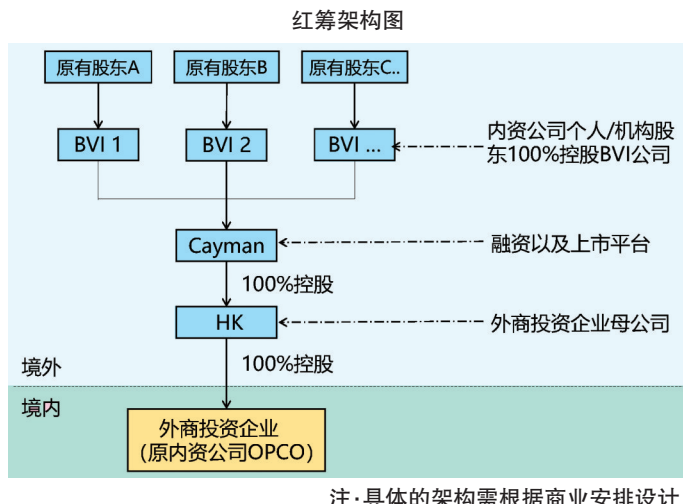 红筹架构图
原有股东A
原有股东B
原有股东C..
BVI 1
BVI 2
BVI ...
内资公司个人/机构股
东100%控股BVI公司
Cayman
融资以及上市平台
100%控股
HK
外商投资企业母公司
100%控股
境外
境内
外商投资企业
(原内资公司OPCO)
注:具体的架构需根据商业安排设计